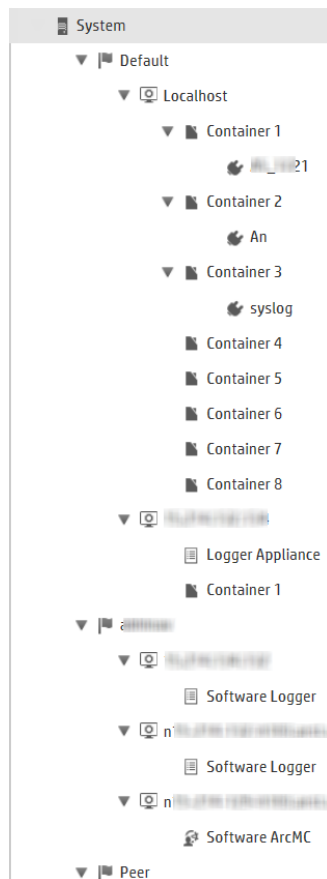 System
Default
Localhost
Container 1
21
Container 2
An
Container 3
syslog
Container 4
Container 5
Container 6
Container 7
Container 8
Logger Appliance
Container 1
Software Logger
n
Software Logger
n
Software ArcMC
Peer